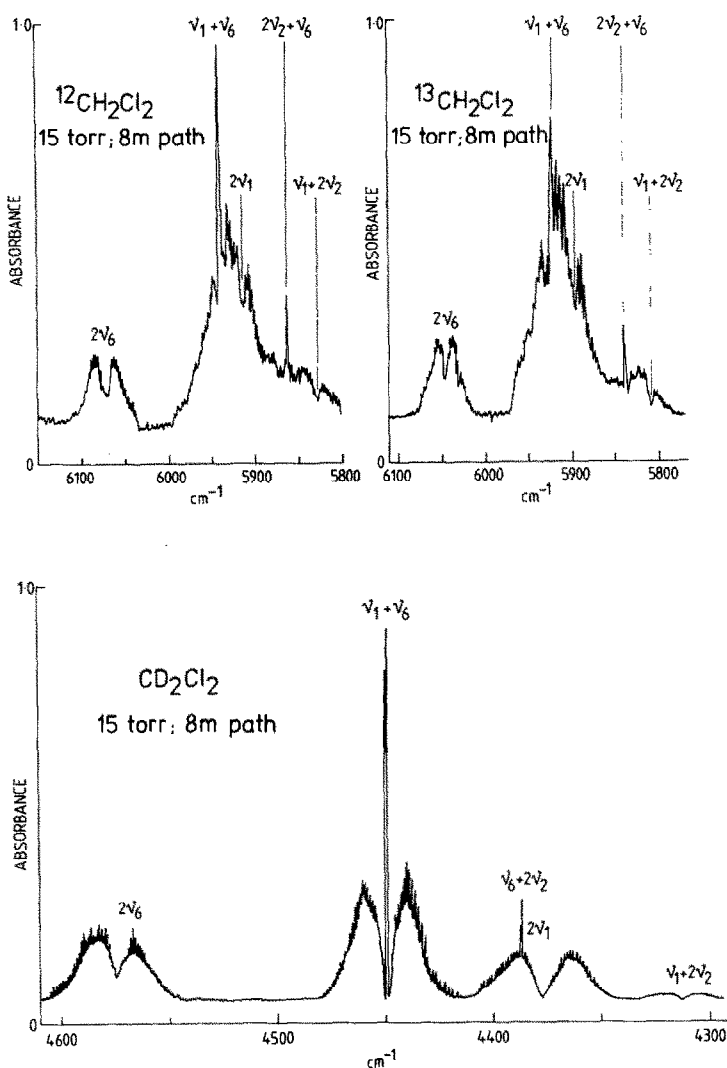 1·0
ν1 + ν6
2ν2 + ν6
12CH2Cl2
15 torr; 8m path
2ν1
ν1 + 2ν2
2ν6
ABSORBANCE
0
6100
6000
5900
5800
cm-1
1·0
ν1 + ν6
2ν2 + ν6
13CH2Cl2
15 torr; 8m path
2ν1
ν1 + 2ν2
2ν6
ABSORBANCE
0
6100
6000
5900
5800
cm-1
1·0
ν1 + ν6
CD2Cl2
15 torr; 8m path
ABSORBANCE
2ν6
ν6 + 2ν2
2ν1
ν1 + 2ν2
0
4600
4500
4400
4300
cm-1